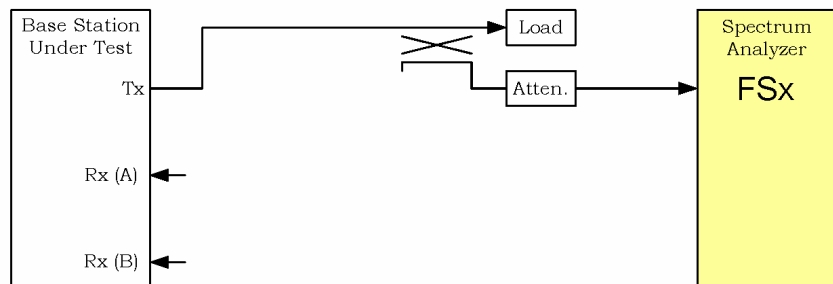 Base Station
Under Test
Tx
Rx (A)
Rx (B)
Load
Atten.
Spectrum
Analyzer
FSx